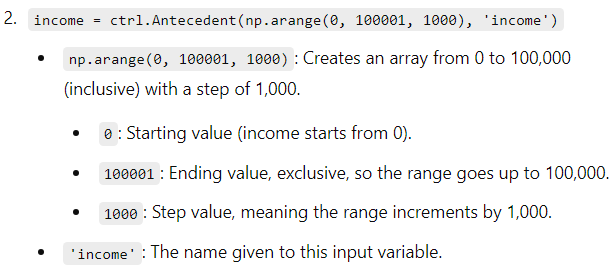 2. income = ctrl.Antecedent(np.arange(0, 100001, 1000), 'income')
• np.arange(0, 100001, 1000) : Creates an array from 0 to 100,000
(inclusive) with a step of 1,000.
• 0 : Starting value (income starts from 0).
• 100001 : Ending value, exclusive, so the range goes up to 100,000.
• 1000 : Step value, meaning the range increments by 1,000.
• 'income' : The name given to this input variable.